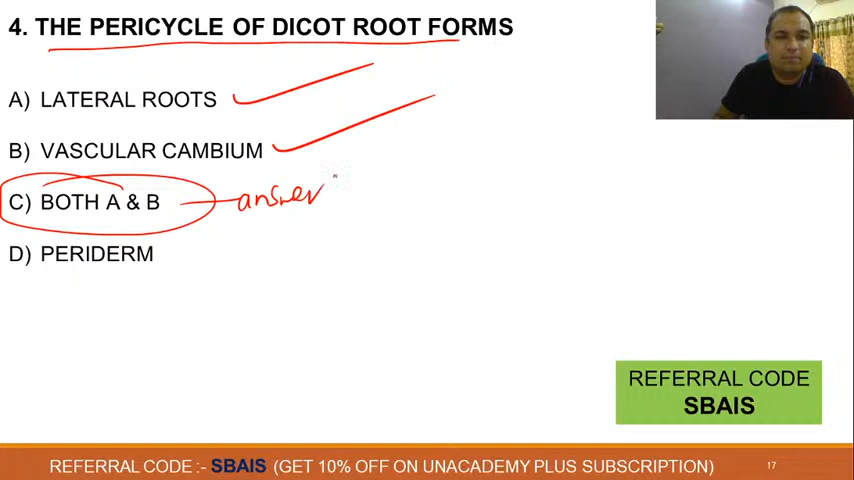 4. THE PERICYCLE OF DICOT ROOT FORMS
A) LATERAL ROOTS
B) VASCULAR CAMBIUM
C) BOTH A & B answer
D) PERIDERM
REFERRAL CODE
SBAIS
REFERRAL CODE :- SBAIS (GET 10% OFF ON UNACADEMY PLUS SUBSCRIPTION) 17